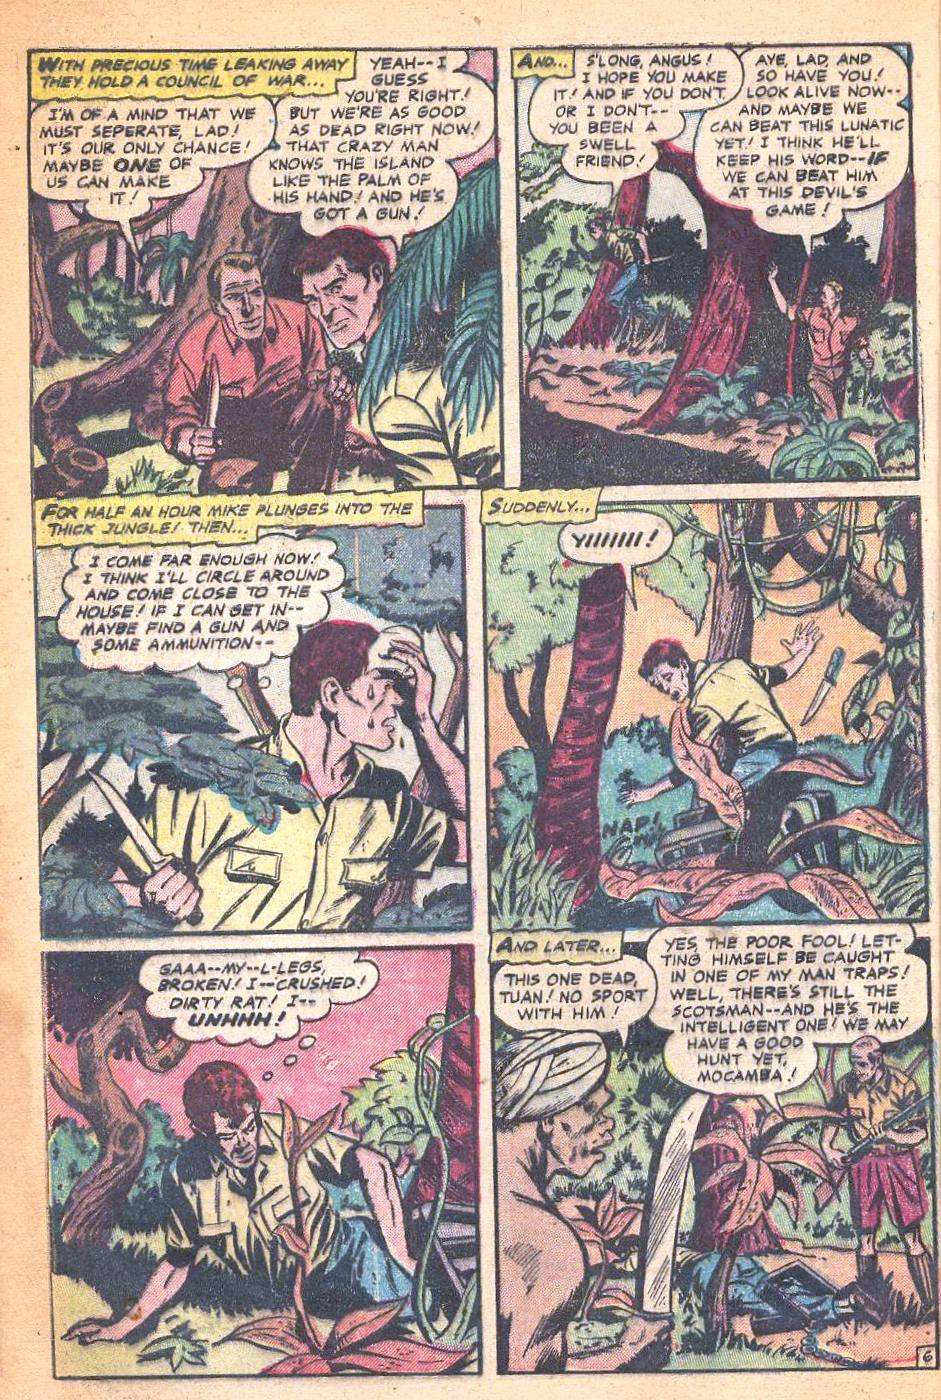 WITH PRECIOUS TIME LEAKING AWAY
THEY HOLD A COUNCIL OF WAR...
I'M OF A MIND THAT WE
MUST SEPERATE, LAD!
IT'S OUR ONLY CHANCE!
MAYBE ONE OF
US CAN MAKE
IT!
YEAH--I
GUESS
YOU'RE RIGHT!
BUT WE'RE AS GOOD
AS DEAD RIGHT NOW!
THAT CRAZY MAN
KNOWS THE ISLAND
LIKE THE PALM OF
HIS HAND! AND HE'S
GOT A GUN!
AND...
S'LONG, ANGUS!
I HOPE YOU MAKE
IT! AND IF YOU DON'T
OR I DON'T--
YOU BEEN A
SWELL
FRIEND!
AYE, LAD, AND
SO HAVE YOU!
LOOK ALIVE NOW--
AND MAYBE WE
CAN BEAT THIS LUNATIC
YET! I THINK HE'LL
KEEP HIS WORD--IF
WE CAN BEAT HIM
AT THIS DEVIL'S
GAME!
FOR HALF AN HOUR MIKE PLUNGES INTO THE
THICK JUNGLE! THEN...
I COME FAR ENOUGH NOW!
I THINK I'LL CIRCLE AROUND
AND COME CLOSE TO THE
HOUSE! IF I CAN GET IN--
MAYBE FIND A GUN AND
SOME AMMUNITION--
SUDDENLY...
YIIIIIII!
NAP!
GAAA--MY--L-LEGS,
BROKEN! I--CRUSHED!
DIRTY RAT! I--
UNHHH!
AND LATER...
THIS ONE DEAD,
TUAN! NO SPORT
WITH HIM!
YES, THE POOR FOOL! LET-
TING HIMSELF BE CAUGHT
IN ONE OF MY MAN TRAPS!
WELL, THERE'S STILL THE
SCOTSMAN--AND HE'S THE
INTELLIGENT ONE! WE MAY
HAVE A GOOD
HUNT YET,
MOCAMBA!
6